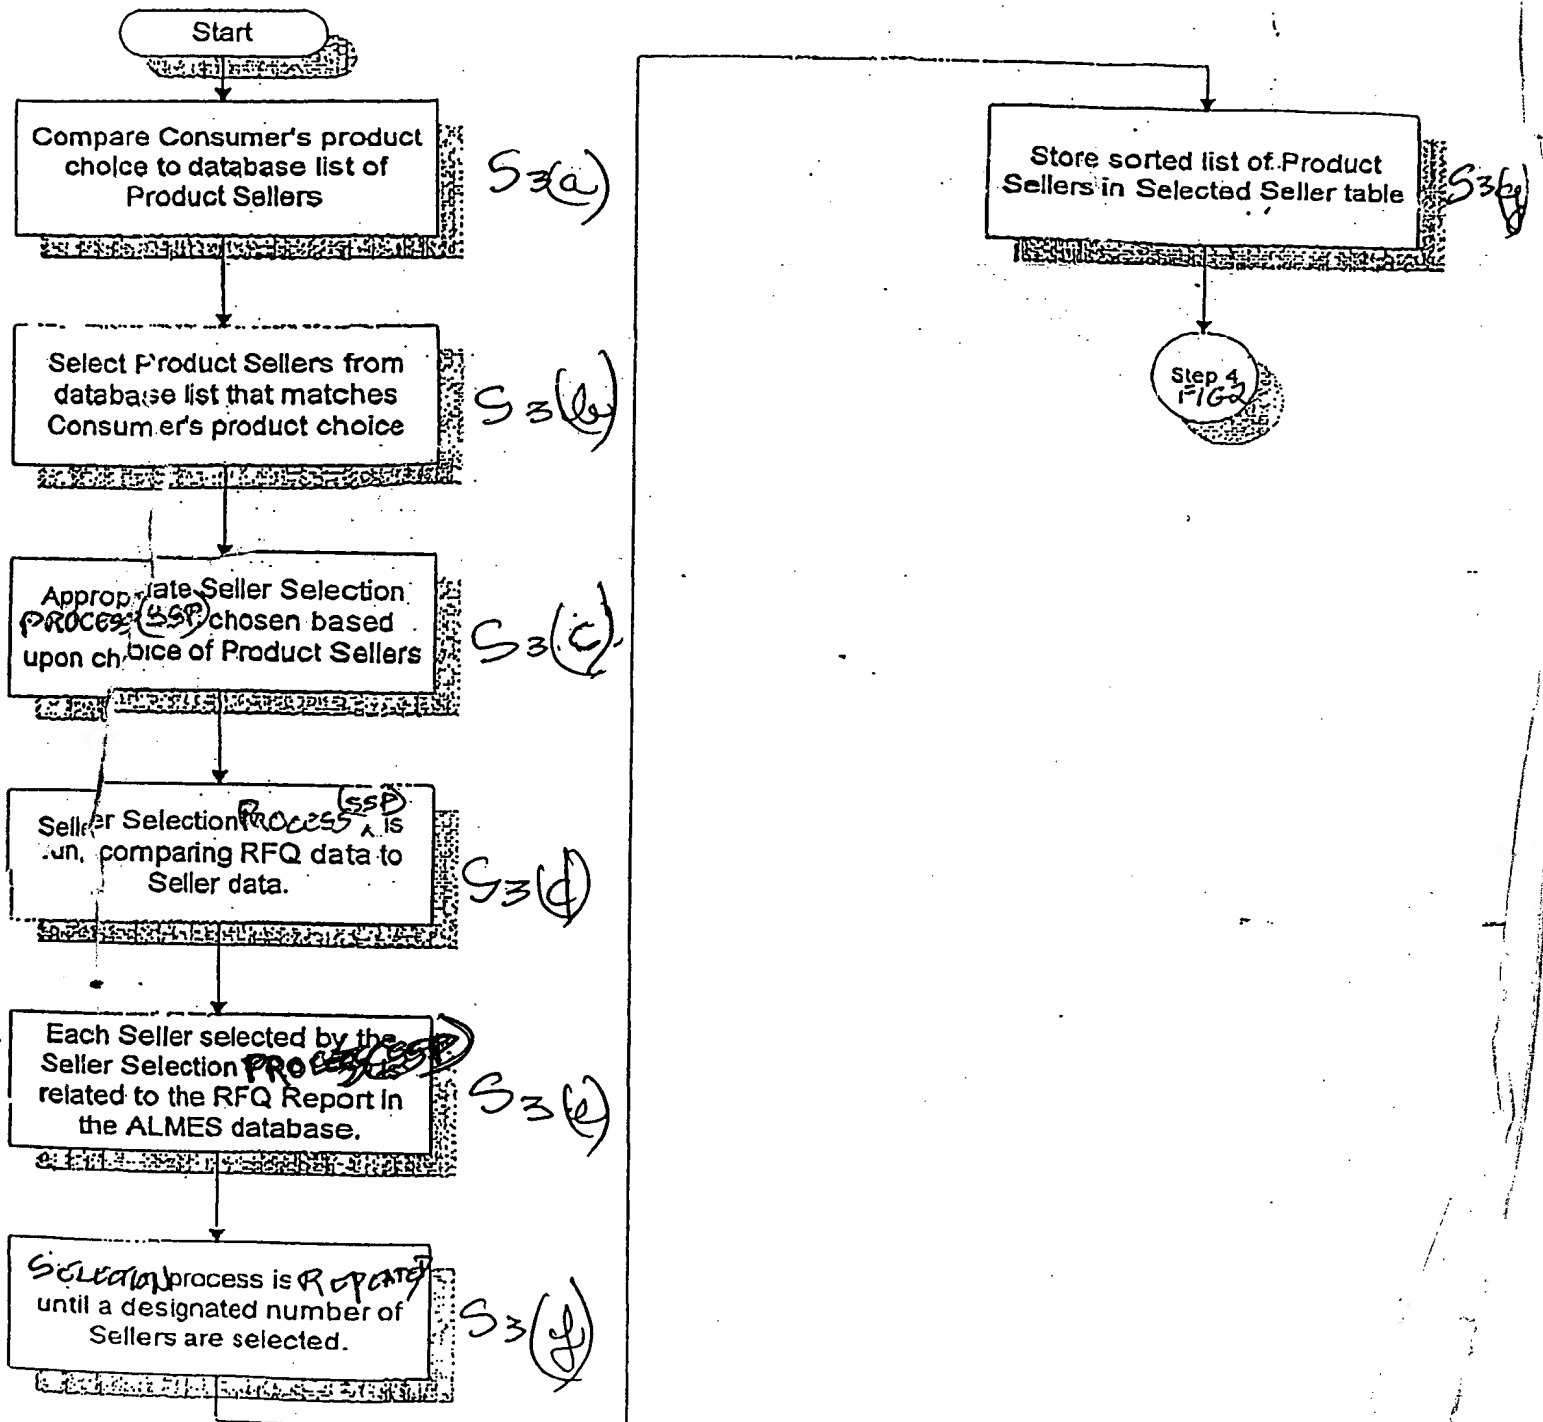 Start
Compare Consumer's product
choice to database list of
Product Sellers
S3(a)
Select Product Sellers from
database list that matches
Consumer's product choice
S3(b)
Appropriate Seller Selection
PROCESS (SSP) chosen based
upon choice of Product Sellers
S3(c)
Seller Selection PROCESS (SSP) is
run, comparing RFQ data to
Seller data.
S3(d)
Each Seller selected by the
Seller Selection PROCESS (SSP) is
related to the RFQ Report in
the ALMES database.
S3(e)
SELECTION process is REPEATED
until a designated number of
Sellers are selected.
S3(f)
Store sorted list of Product
Sellers in Selected Seller table
S3(g)
Step 4
FIG 2